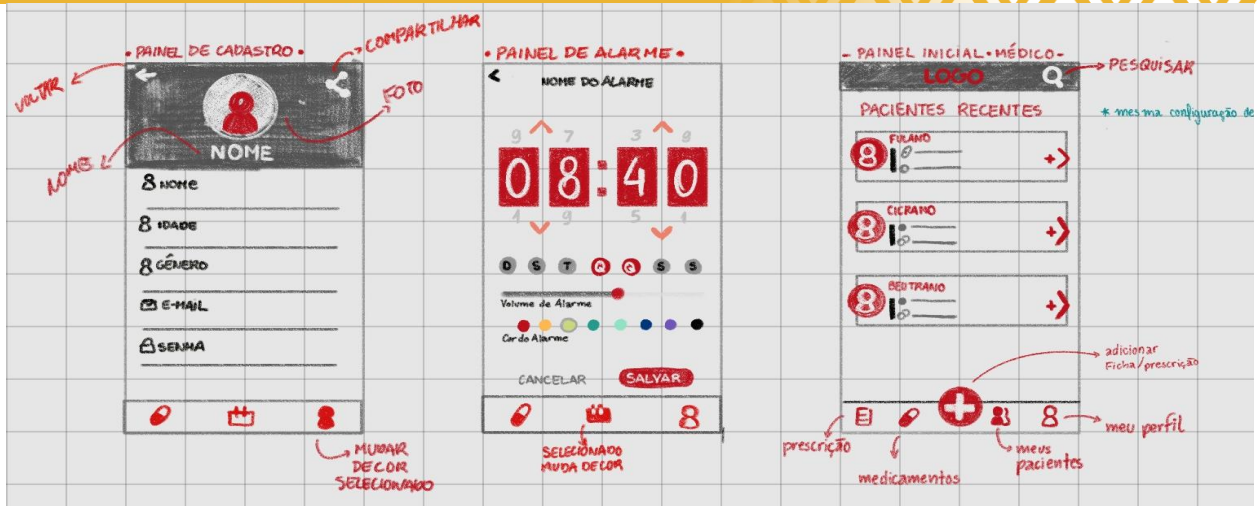 • PAINEL DE CADASTRO •
COMPARTILHAR
VOLTAR
FOTO
NOME
NOME
NOME
IDADE
GÊNERO
E-MAIL
SENHA
MUDAR
DE COR
SELECIONADO
• PAINEL DE ALARME •
NOME DO ALARME
9 7 3 9
08:40
1 9 5 1
D S T Q Q S S
Volume de Alarme
Cor do Alarme
CANCELAR
SALVAR
SELECIONADO
MUDA DE COR
- PAINEL INICIAL • MÉDICO -
LOGO
PESQUISAR
PACIENTES RECENTES
* mesma configuração de
FULANO
CICRANO
BELTRANO
adicionar
Ficha/prescrição
prescrição
medicamentos
meus
pacientes
meu perfil